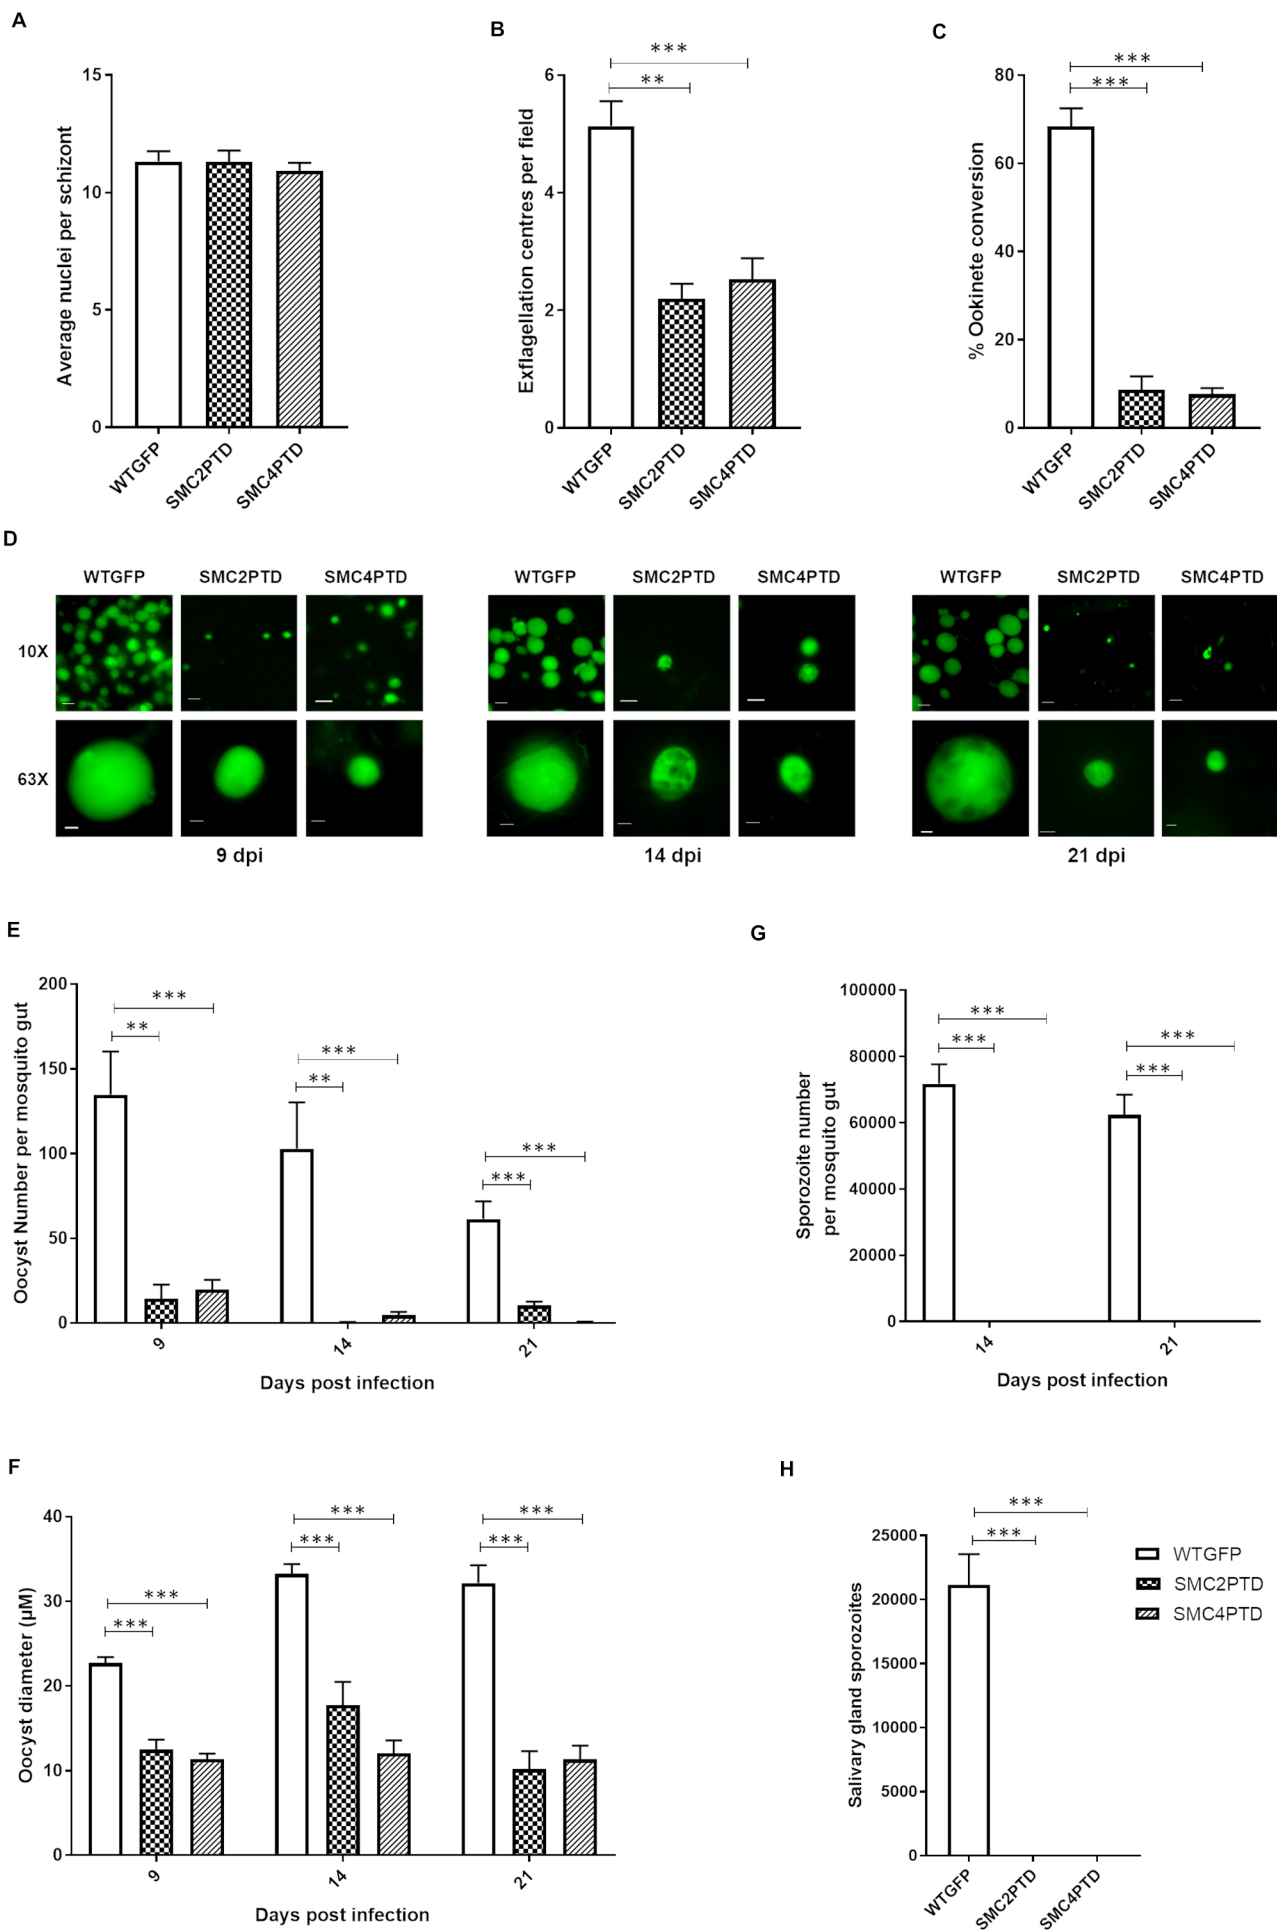 A
15
10
5
0
Average nuclei per schizont
WTGFP
SMC2PTD
SMC4PTD
B
***
**
6
4
2
0
Exflagellation centres per field
WTGFP
SMC2PTD
SMC4PTD
C
***
***
80
60
40
20
0
% Ookinete conversion
WTGFP
SMC2PTD
SMC4PTD
D
WTGFP SMC2PTD SMC4PTD WTGFP SMC2PTD SMC4PTD WTGFP SMC2PTD SMC4PTD
10X
63X
9 dpi 14 dpi 21 dpi
E
200
150
100
50
0
Oocyst Number per mosquito gut
***
**
***
**
***
***
9 14 21
Days post infection
G
100000
80000
60000
40000
20000
0
Sporozoite number
per mosquito gut
***
***
***
***
14 21
Days post infection
F
40
30
20
10
0
Oocyst diameter (µM)
***
***
***
***
***
***
9 14 21
Days post infection
H
***
***
25000
20000
15000
10000
5000
0
Salivary gland sporozoites
WTGFP
SMC2PTD
SMC4PTD
WTGFP
SMC2PTD
SMC4PTD